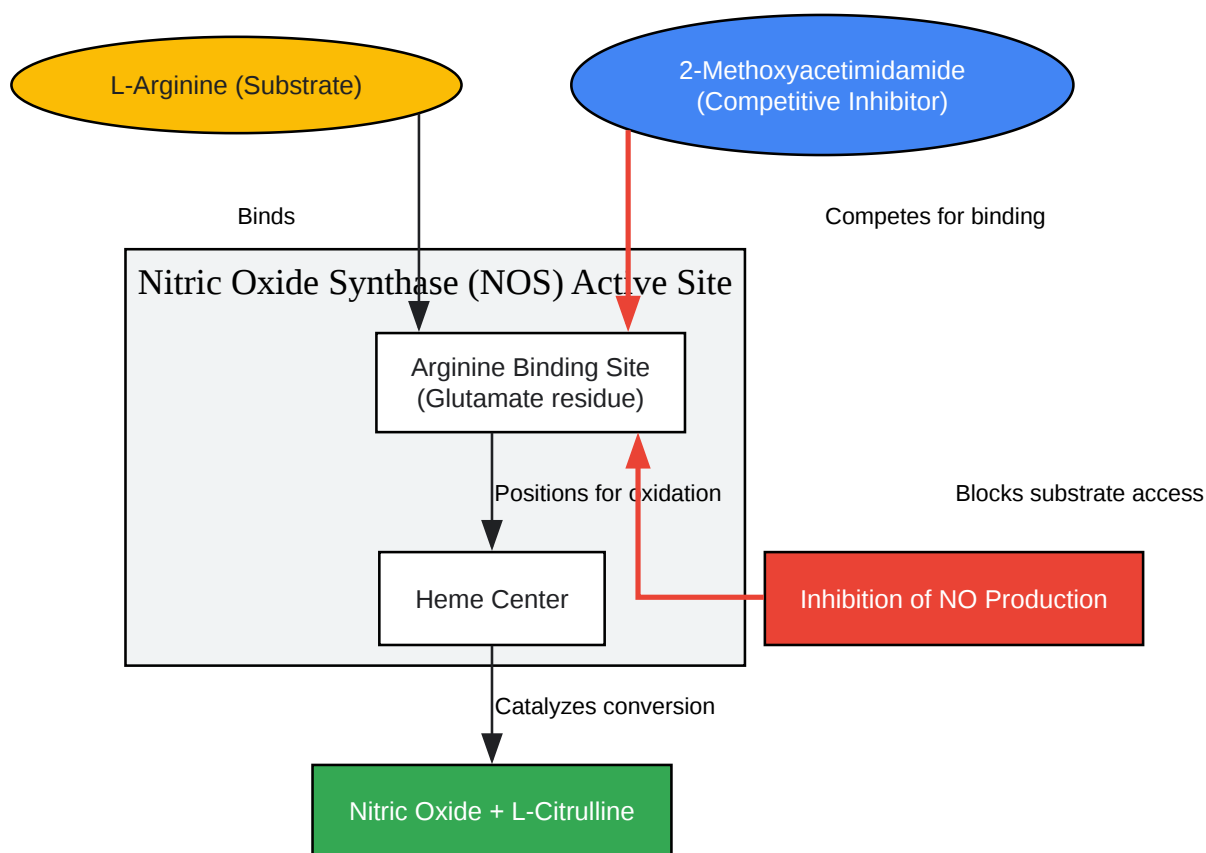 L-Arginine (Substrate)
2-Methoxyacetimidamide
(Competitive Inhibitor)
Binds
Competes for binding
Nitric Oxide Synthase (NOS) Active Site
Arginine Binding Site
(Glutamate residue)
Positions for oxidation
Blocks substrate access
Heme Center
Inhibition of NO Production
Catalyzes conversion
Nitric Oxide + L-Citrulline